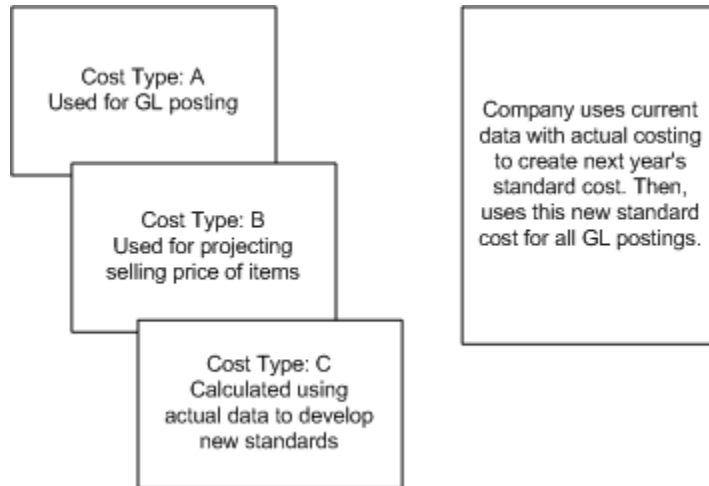 Cost Type: A
Used for GL posting
Cost Type: B
Used for projecting
selling price of items
Cost Type: C
Calculated using
actual data to develop
new standards
Company uses current
data with actual costing
to create next year's
standard cost. Then,
uses this new standard
cost for all GL postings.